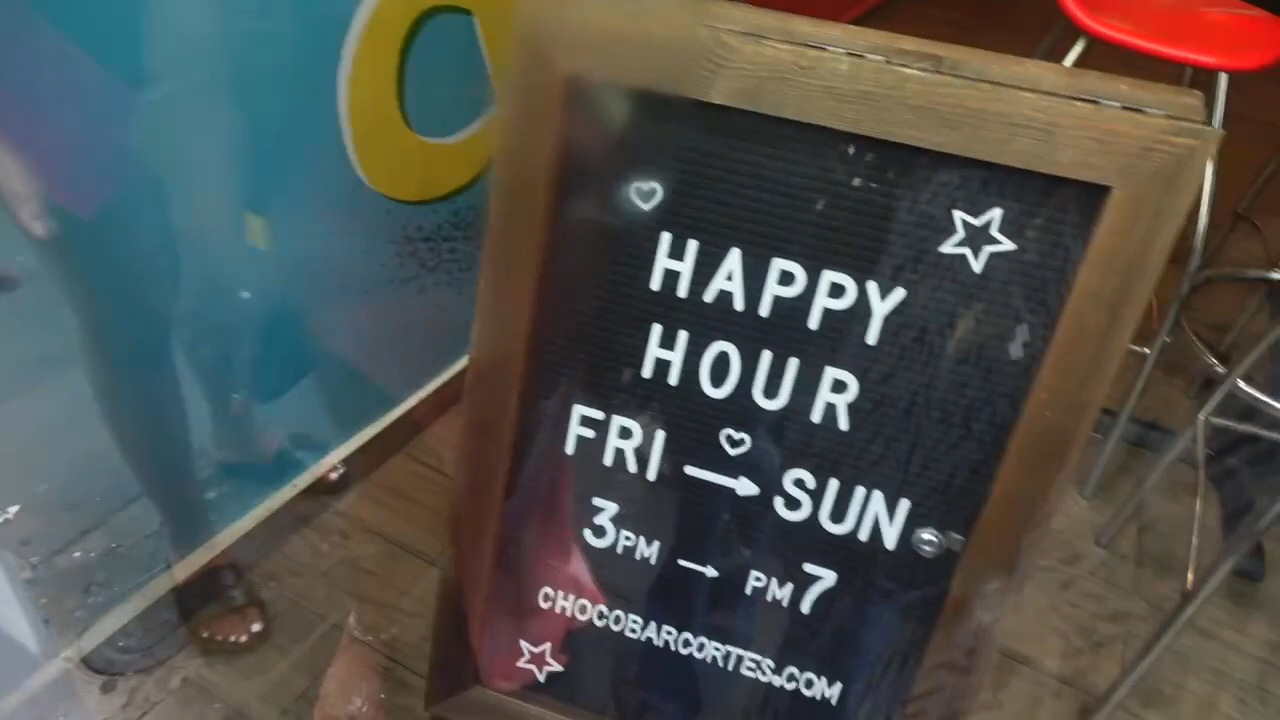 HAPPY
HOUR
FRI → SUN
3PM → PM7
CHOCOBARCORTES.COM